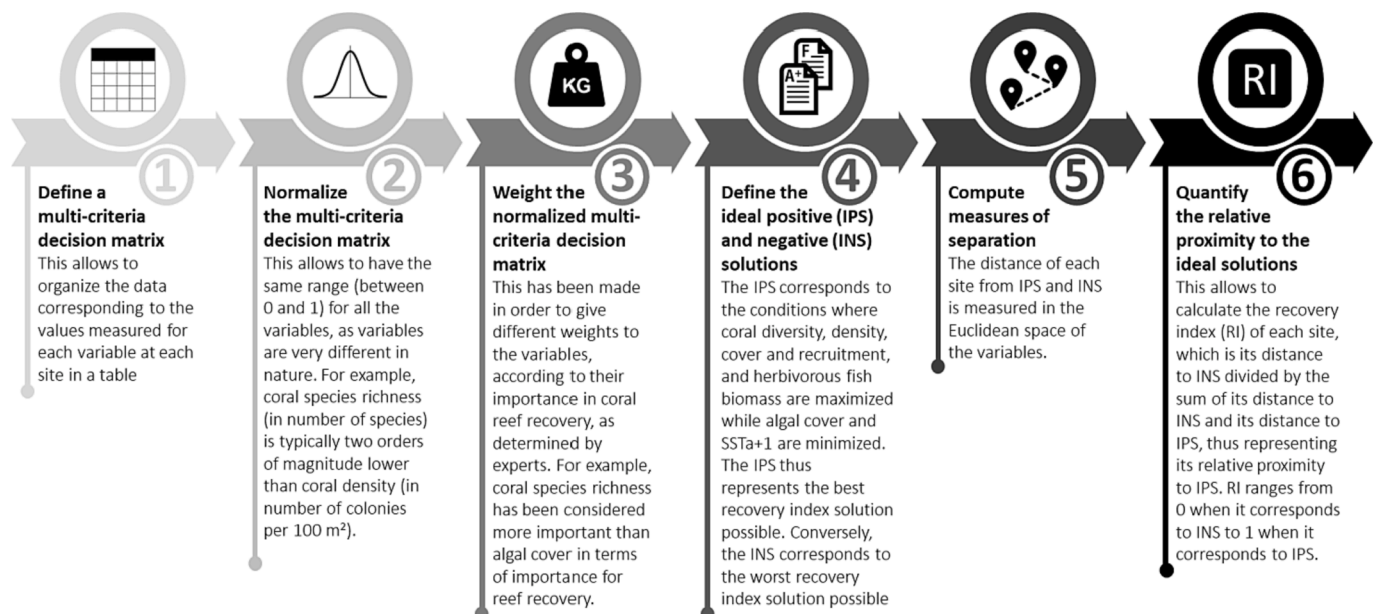 KG
F
A+
RI
1
Define a
multi-criteria
decision matrix
This allows to
organize the data
corresponding to the
values measured for
each variable at each
site in a table
2
Normalize
the multi-criteria
decision matrix
This allows to have the
same range (between
0 and 1) for all the
variables, as variables
are very different in
nature. For example,
coral species richness
(in number of species)
is typically two orders
of magnitude lower
than coral density (in
number of colonies
per 100 m²).
3
Weight the
normalized multi-
criteria decision
matrix
This has been made
in order to give
different weights to
the variables,
according to their
importance in coral
reef recovery, as
determined by
experts. For example,
coral species richness
has been considered
more important than
algal cover in terms
of importance for
reef recovery.
4
Define the
ideal positive (IPS)
and negative (INS)
solutions
The IPS corresponds to
the conditions where
coral diversity, density,
cover and recruitment,
and herbivorous fish
biomass are maximized
while algal cover and
SSTa+1 are minimized.
The IPS thus
represents the best
recovery index solution
possible. Conversely,
the INS corresponds to
the worst recovery
index solution possible
5
Compute
measures of
separation
The distance of each
site from IPS and INS
is measured in the
Euclidean space of
the variables.
6
Quantify
the relative
proximity to the
ideal solutions
This allows to
calculate the recovery
index (RI) of each site,
which is its distance
to INS divided by the
sum of its distance to
INS and its distance to
IPS, thus representing
its relative proximity
to IPS. RI ranges from
0 when it corresponds
to INS to 1 when it
corresponds to IPS.